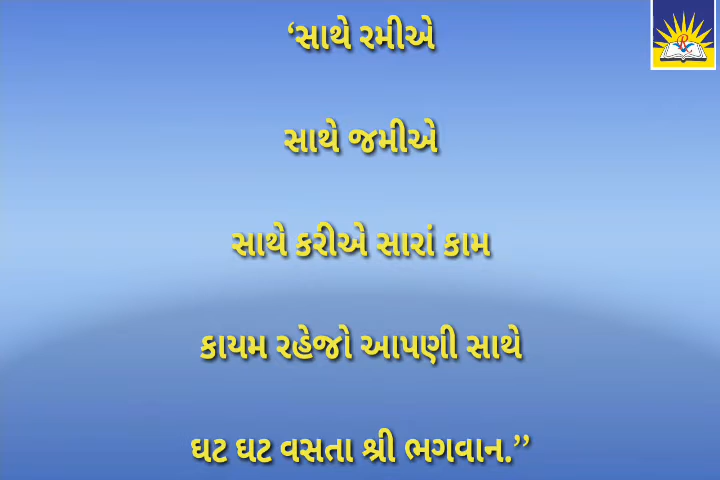 ‘સાથે રમીએ
સાથે જમીએ
સાથે કરીએ સારાં કામ
કાયમ રહેજો આપણી સાથે
ઘટ ઘટ વસતા શ્રી ભગવાન.’’